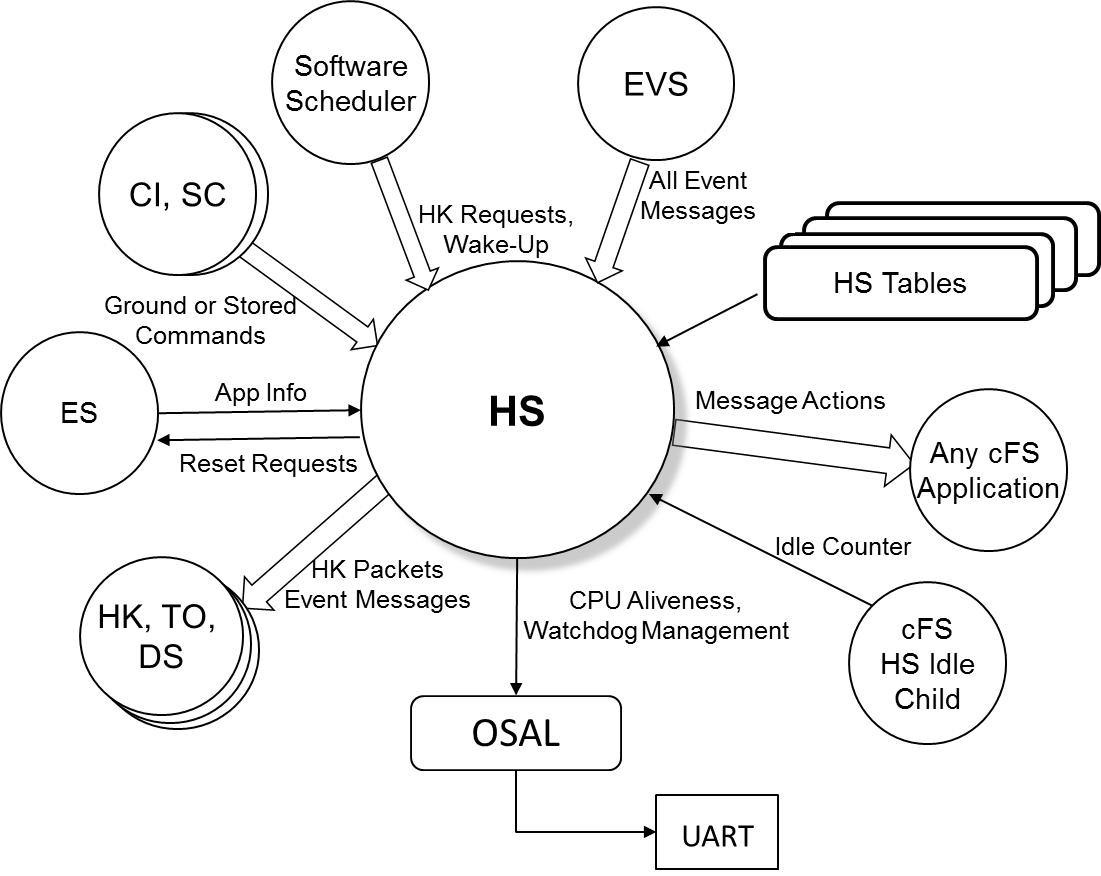 Software
Scheduler
EVS
CI, SC
All Event
Messages
HK Requests,
Wake-Up
HS Tables
Ground or Stored
Commands
ES
App Info
Reset Requests
HS
Message Actions
Any cFS
Application
Idle Counter
HK Packets
Event Messages
HK, TO,
DS
CPU Aliveness,
Watchdog Management
cFS
HS Idle
Child
OSAL
UART